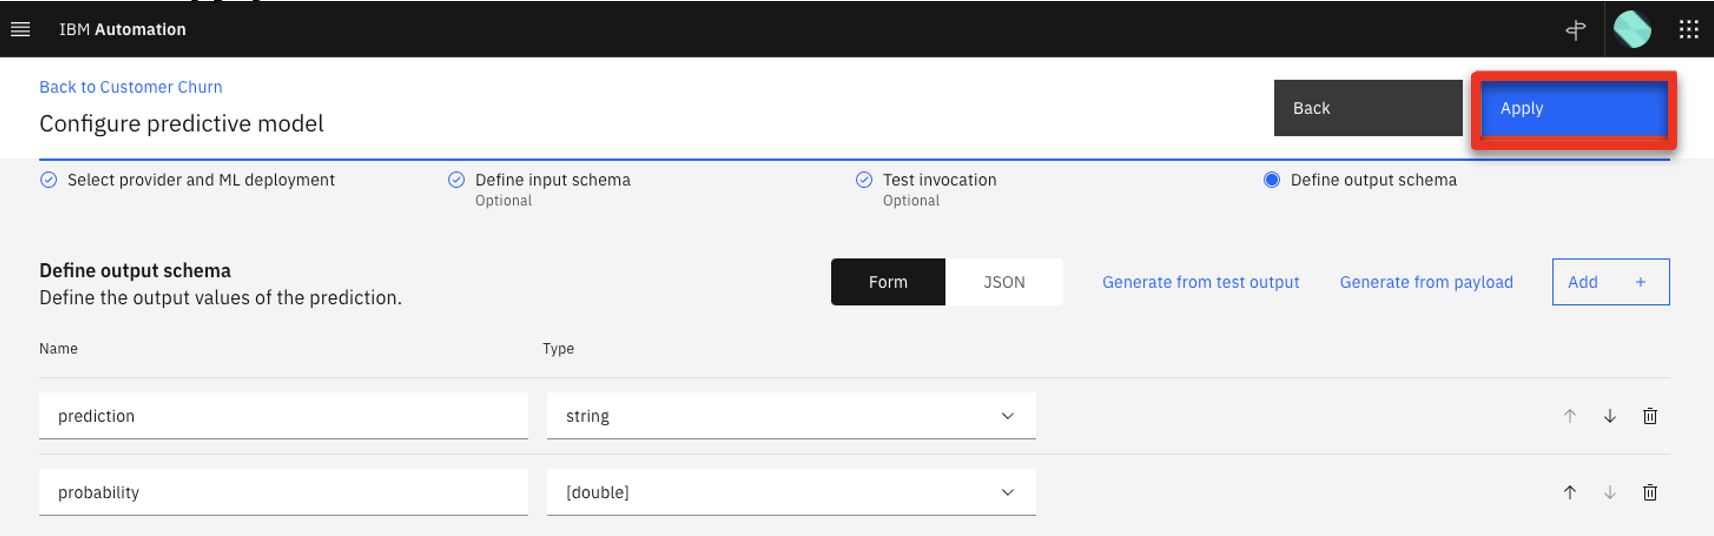 IBM Automation
Back to Customer Churn
Configure predictive model
Back
Apply
Select provider and ML deployment
Define input schema
Optional
Test invocation
Optional
Define output schema
Define output schema
Define the output values of the prediction.
Form
JSON
Generate from test output
Generate from payload
Add +
Name
Type
prediction
string
probability
[double]